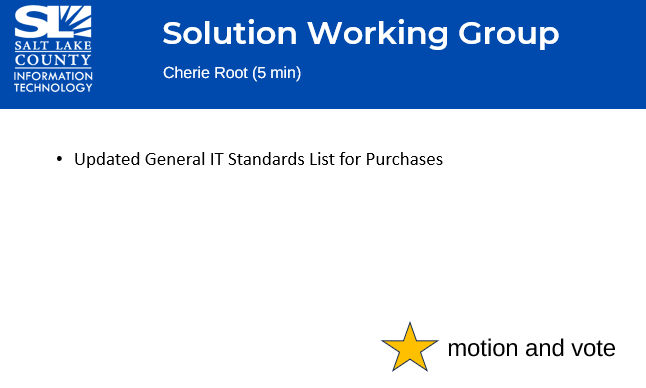 SL
SALT LAKE
COUNTY
INFORMATION
TECHNOLOGY
Solution Working Group
Cherie Root (5 min)
• Updated General IT Standards List for Purchases
motion and vote